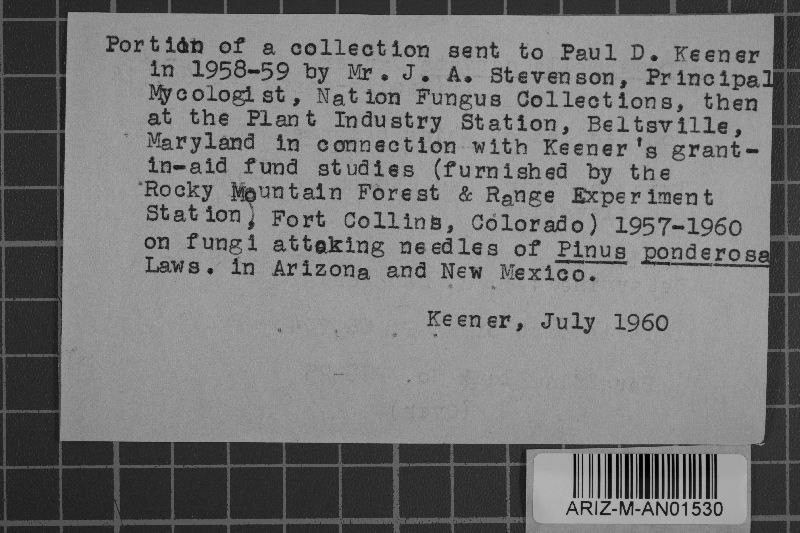 Portion of a collection sent to Paul D. Keener
in 1958-59 by Mr. J. A. Stevenson, Principal
Mycologist, Nation Fungus Collections, then
at the Plant Industry Station, Beltsville,
Maryland in connection with Keener's grant-
in-aid fund studies (furnished by the
Rocky Mountain Forest & Range Experiment
Station, Fort Collins, Colorado) 1957-1960
on fungi attaking needles of Pinus ponderosa
Laws. in Arizona and New Mexico.
Keener, July 1960
ARIZ-M-AN01530